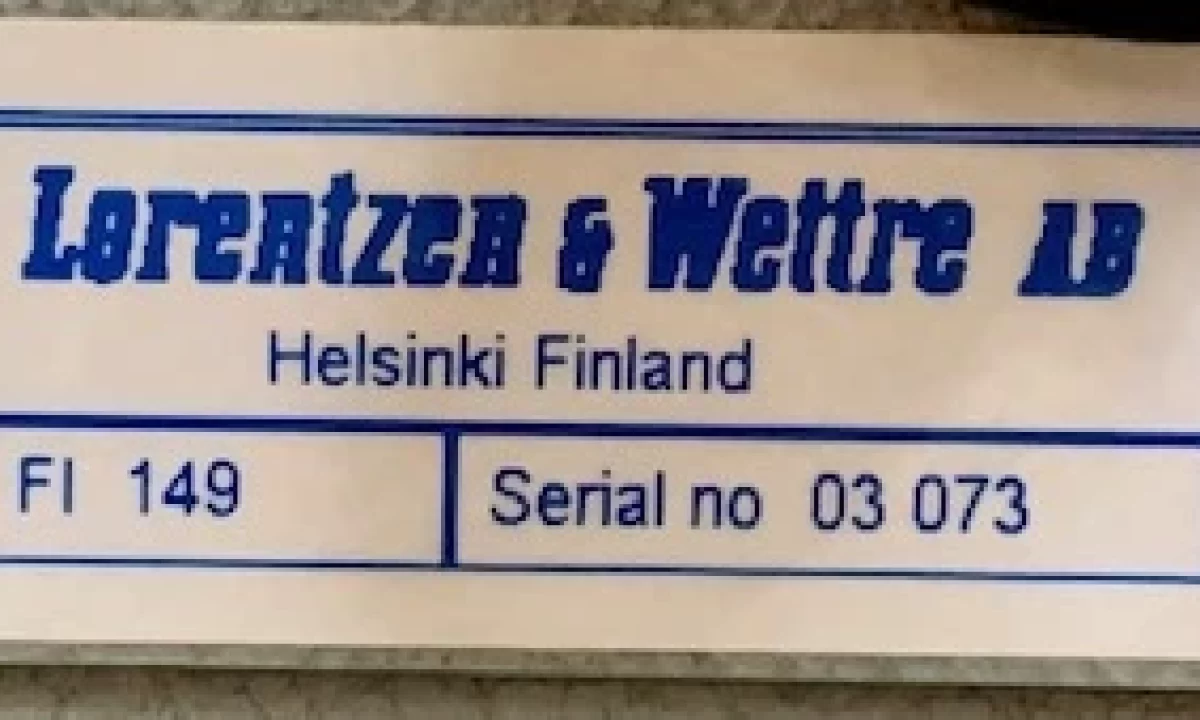 Lorentzen & Wettre AB
Helsinki Finland
FI 149
Serial no 03 073